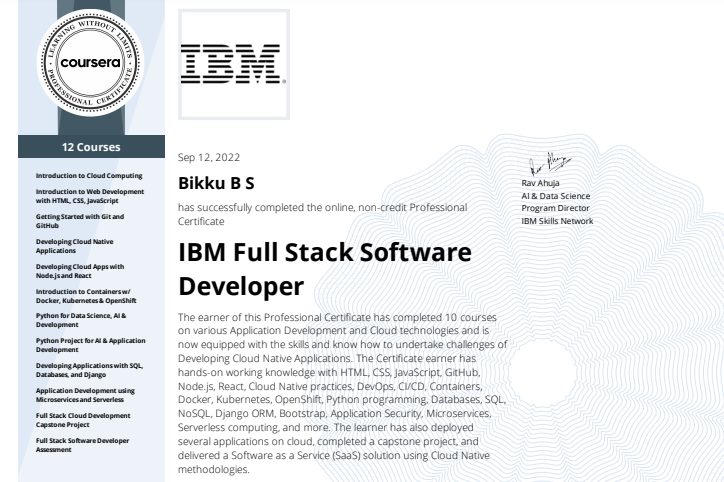 LEARNING WITHOUT LIMITS
coursera
PROFESSIONAL CERTIFICATE
12 Courses
Introduction to Cloud Computing
Introduction to Web Development
with HTML, CSS, JavaScript
Getting Started with Git and
GitHub
Developing Cloud Native
Applications
Developing Cloud Apps with
Node.js and React
Introduction to Containers w/
Docker, Kubernetes & OpenShift
Python for Data Science, AI &
Development
Python Project for AI & Application
Development
Developing Applications with SQL,
Databases, and Django
Application Development using
Microservices and Serverless
Full Stack Cloud Development
Capstone Project
Full Stack Software Developer
Assessment
IBM
Sep 12, 2022
Bikku B S
has successfully completed the online, non-credit Professional
Certificate
IBM Full Stack Software
Developer
The earner of this Professional Certificate has completed 10 courses
on various Application Development and Cloud technologies and is
now equipped with the skills and know how to undertake challenges of
Developing Cloud Native Applications. The Certificate earner has
hands-on working knowledge with HTML, CSS, JavaScript, GitHub,
Node.js, React, Cloud Native practices, DevOps, CI/CD, Containers,
Docker, Kubernetes, OpenShift, Python programming, Databases, SQL,
NoSQL, Django ORM, Bootstrap, Application Security, Microservices,
Serverless computing, and more. The learner has also deployed
several applications on cloud, completed a capstone project, and
delivered a Software as a Service (SaaS) solution using Cloud Native
methodologies.
Rav Ahuja
Rav Ahuja
AI & Data Science
Program Director
IBM Skills Network